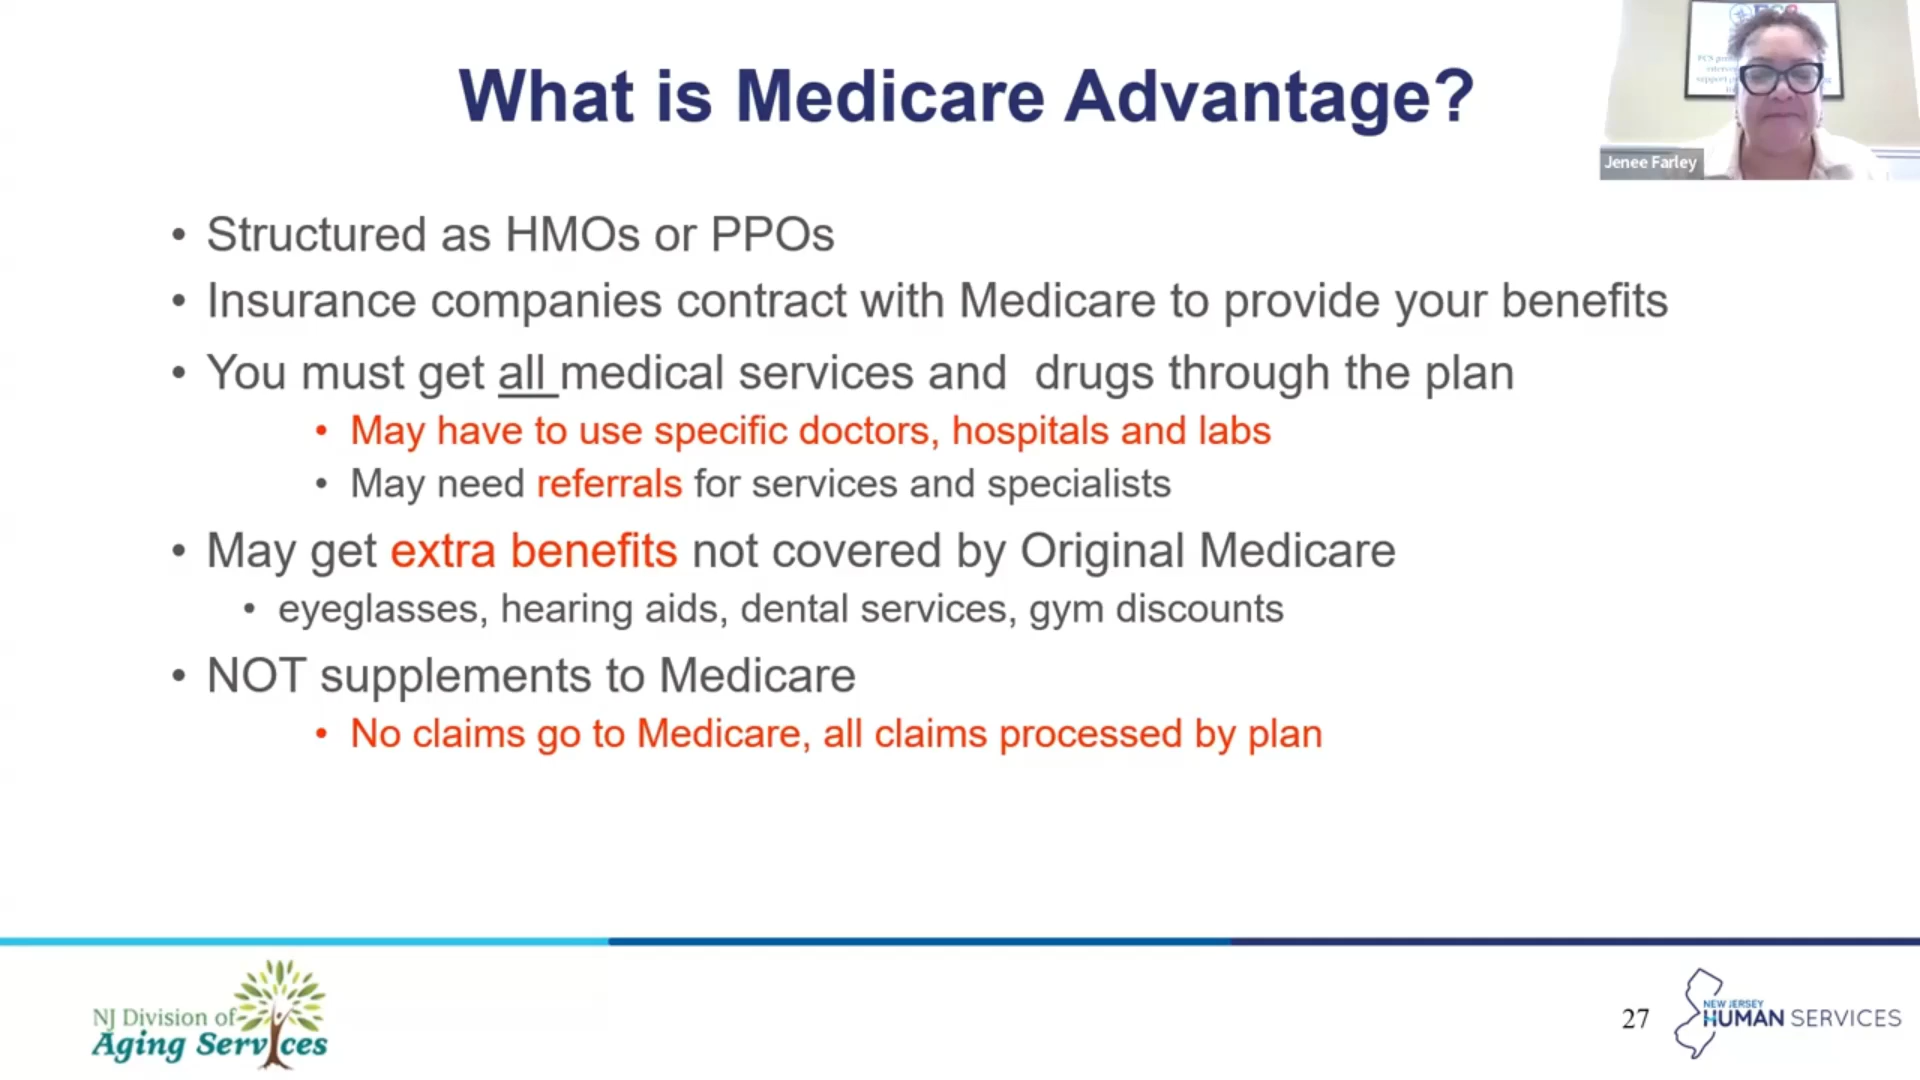 What is Medicare Advantage?
Jenee Farley
• Structured as HMOs or PPOs
• Insurance companies contract with Medicare to provide your benefits
• You must get all medical services and drugs through the plan
• May have to use specific doctors, hospitals and labs
• May need referrals for services and specialists
• May get extra benefits not covered by Original Medicare
• eyeglasses, hearing aids, dental services, gym discounts
• NOT supplements to Medicare
• No claims go to Medicare, all claims processed by plan
NJ Division of
Aging Services
27
NEW JERSEY
HUMAN SERVICES